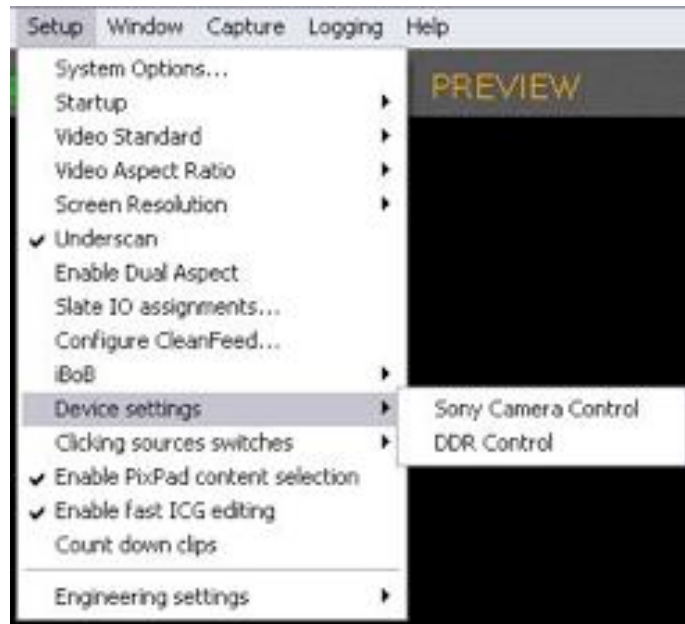 Setup Window Capture Logging Help
PREVIEW
System Options...
Startup
Video Standard
Video Aspect Ratio
Screen Resolution
Underscan
Enable Dual Aspect
Slate IO assignments...
Configure CleanFeed...
iBoB
Device settings
Sony Camera Control
DDR Control
Clicking sources switches
Enable PixPad content selection
Enable fast ICG editing
Count down clips
Engineering settings